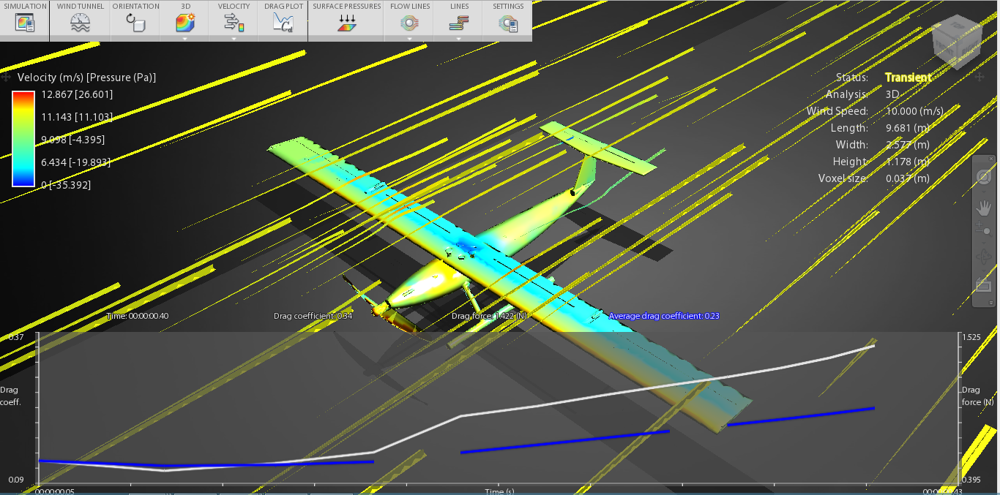 SIMULATION WIND TUNNEL ORIENTATION 3D VELOCITY DRAG PLOT SURFACE PRESSURES FLOW LINES LINES SETTINGS
Velocity (m/s) [Pressure (Pa)]
12.867 [26.601]
11.143 [11.103]
9.098 [-4.395]
6.434 [-19.893]
0 [-35.392]
Status: Transient
Analysis: 3D
Wind Speed: 10.000 (m/s)
Length: 9.681 (m)
Width: 2.577 (m)
Height: 1.178 (m)
Voxel size: 0.037 (m)
Time: 00:00:00.40 Drag coefficient: 0.34 Drag force: 1.422 (N) Average drag coefficient: 0.23
0.37
Drag
coeff.
0.09
1.525
Drag
force (N)
0.395
00:00:00.05 Time (s)